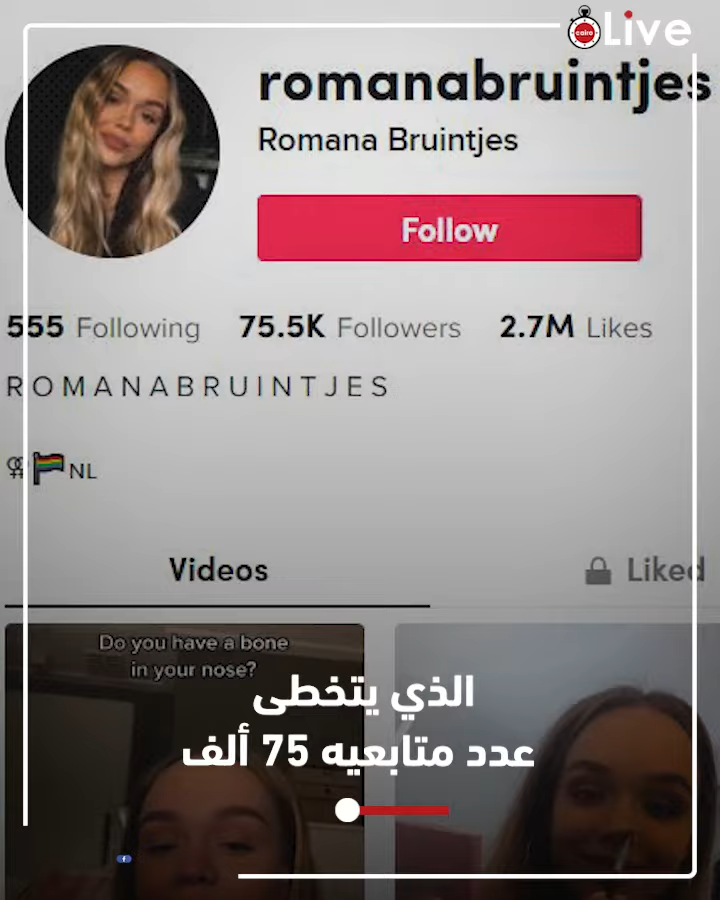 cairo Live
romanabruintjes
Romana Bruintjes
Follow
555 Following 75.5K Followers 2.7M Likes
ROMANABRUINTJES
NL
Videos Liked
Do you have a bone
in your nose?
الذي يتخطى
عدد متابعيه 75 ألف